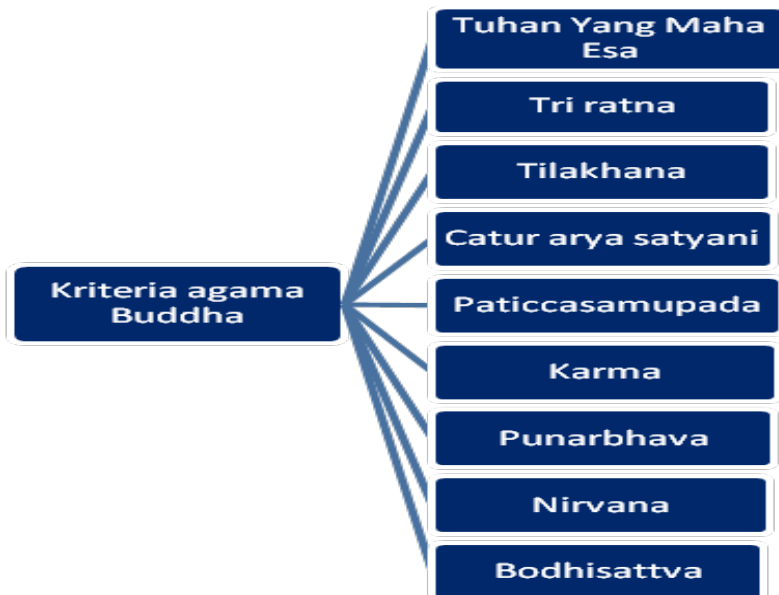 Kriteria agama
Buddha
Tuhan Yang Maha
Esa
Tri ratna
Tilakhana
Catur arya satyani
Paticcasamupada
Karma
Punarbhava
Nirvana
Bodhisattva